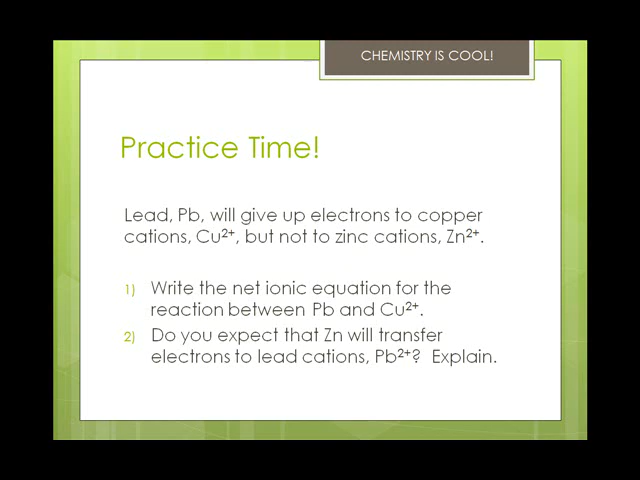 CHEMISTRY IS COOL!
Practice Time!
Lead, Pb, will give up electrons to copper
cations, Cu²⁺, but not to zinc cations, Zn²⁺.
1) Write the net ionic equation for the
reaction between Pb and Cu²⁺.
2) Do you expect that Zn will transfer
electrons to lead cations, Pb²⁺? Explain.